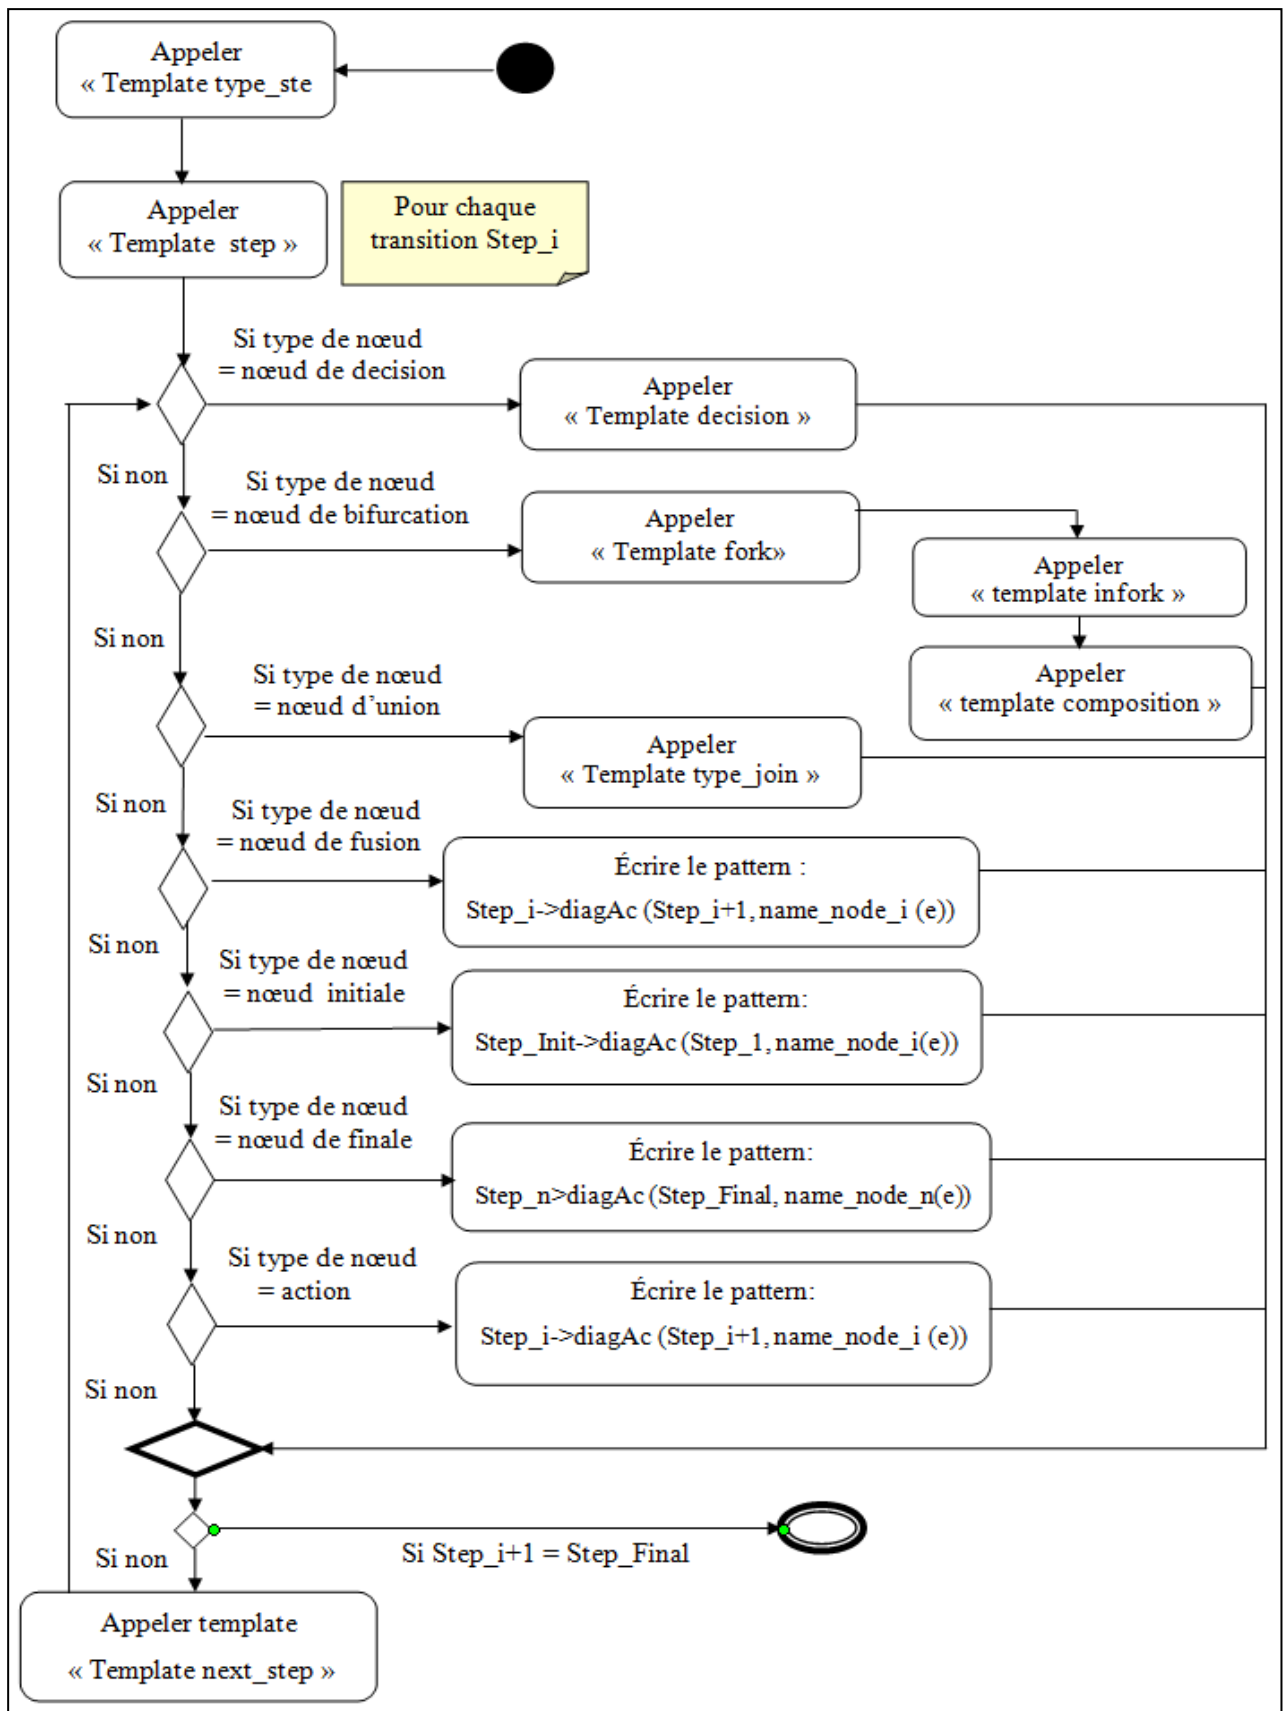 Appeler
« Template type_ste
Appeler
« Template step »
Pour chaque
transition Step_i
Si type de nœud
= nœud de decision
Appeler
« Template decision »
Si non
Si type de nœud
= nœud de bifurcation
Appeler
« Template fork»
Appeler
« template infork »
Si non
Appeler
« template composition »
Si type de nœud
= nœud d’union
Appeler
« Template type_join »
Si non
Si type de nœud
= nœud de fusion
Écrire le pattern :
Step_i->diagAc (Step_i+1, name_node_i (e))
Si non
Si type de nœud
= nœud initiale
Écrire le pattern:
Step_Init->diagAc (Step_1, name_node_i(e))
Si non
Si type de nœud
= nœud de finale
Écrire le pattern:
Step_n>diagAc (Step_Final, name_node_n(e))
Si non
Si type de nœud
= action
Écrire le pattern:
Step_i->diagAc (Step_i+1, name_node_i (e))
Si non
Si non
Si Step_i+1 = Step_Final
Appeler template
« Template next_step »